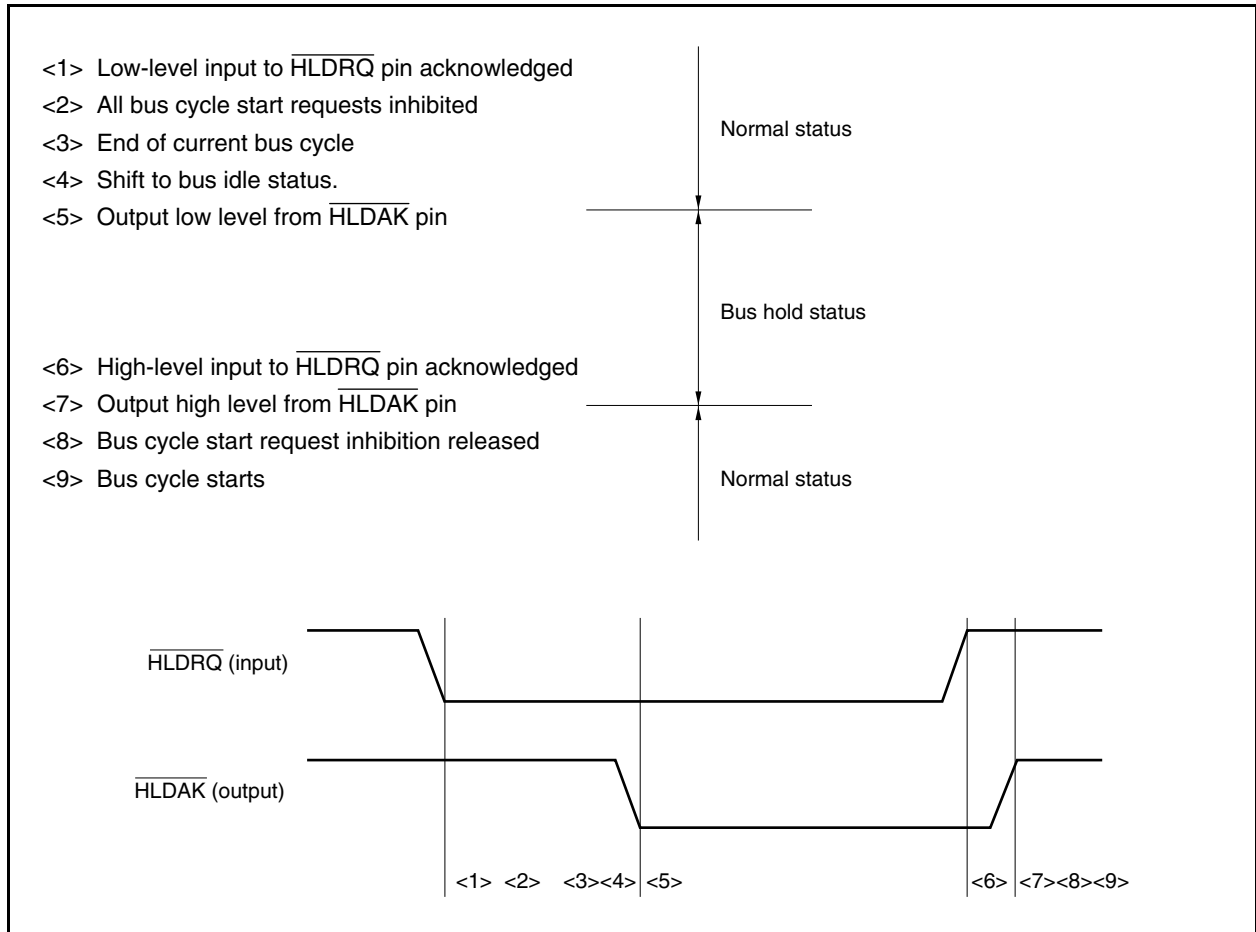 <1> Low-level input to HLDRQ pin acknowledged
<2> All bus cycle start requests inhibited
<3> End of current bus cycle
<4> Shift to bus idle status.
<5> Output low level from HLDAK pin
Normal status
Bus hold status
<6> High-level input to HLDRQ pin acknowledged
<7> Output high level from HLDAK pin
<8> Bus cycle start request inhibition released
<9> Bus cycle starts
Normal status
HLDRQ (input)
HLDAK (output)
<1> <2> <3><4> <5> <6> <7><8><9>